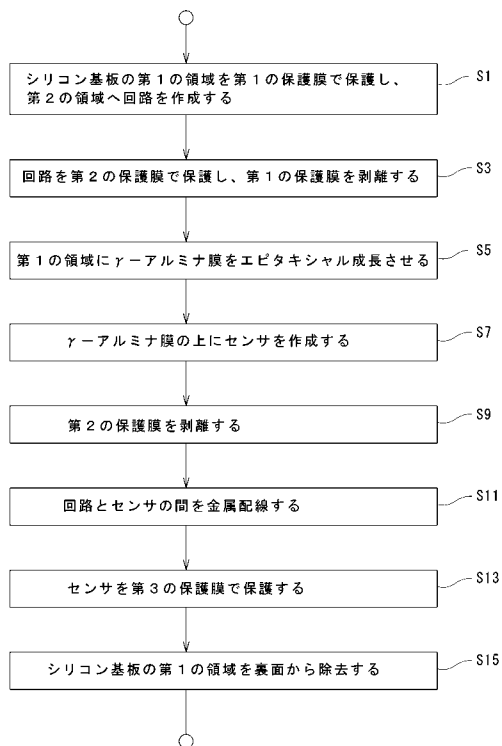 シリコン基板の第1の領域を第1の保護膜で保護し、
第2の領域へ回路を作成する
S1
回路を第2の保護膜で保護し、第1の保護膜を剥離する
S3
第1の領域にγーアルミナ膜をエピタキシャル成長させる
S5
γーアルミナ膜の上にセンサを作成する
S7
第2の保護膜を剥離する
S9
回路とセンサの間を金属配線する
S11
センサを第3の保護膜で保護する
S13
シリコン基板の第1の領域を裏面から除去する
S15